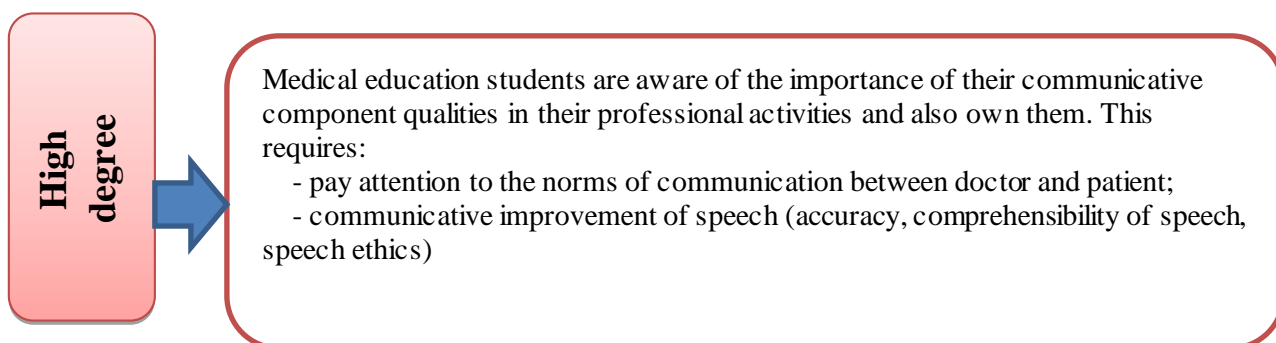 High
degree
Medical education students are aware of the importance of their communicative
component qualities in their professional activities and also own them. This
requires:
- pay attention to the norms of communication between doctor and patient;
- communicative improvement of speech (accuracy, comprehensibility of speech,
speech ethics)